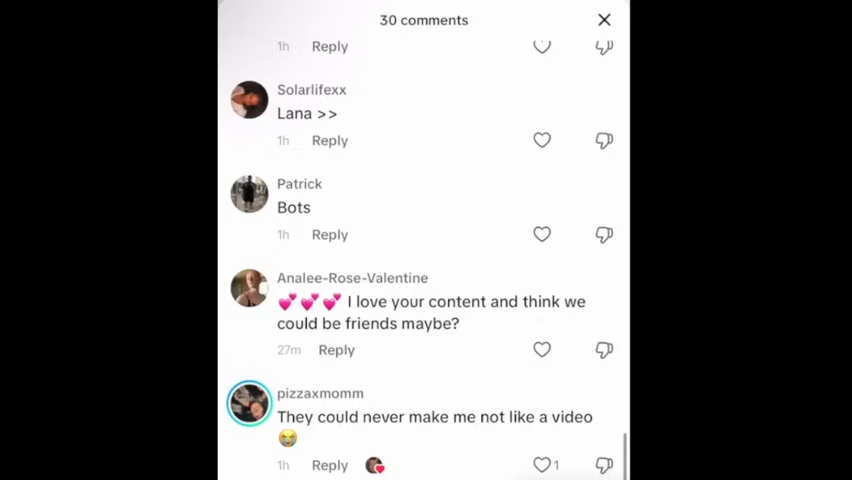 30 comments
1h Reply
Solarlifexx
Lana >>
1h Reply
Patrick
Bots
1h Reply
Analee-Rose-Valentine
💕💕💕 I love your content and think we
could be friends maybe?
27m Reply
pizzaxmomm
They could never make me not like a video
😭
1h Reply 1